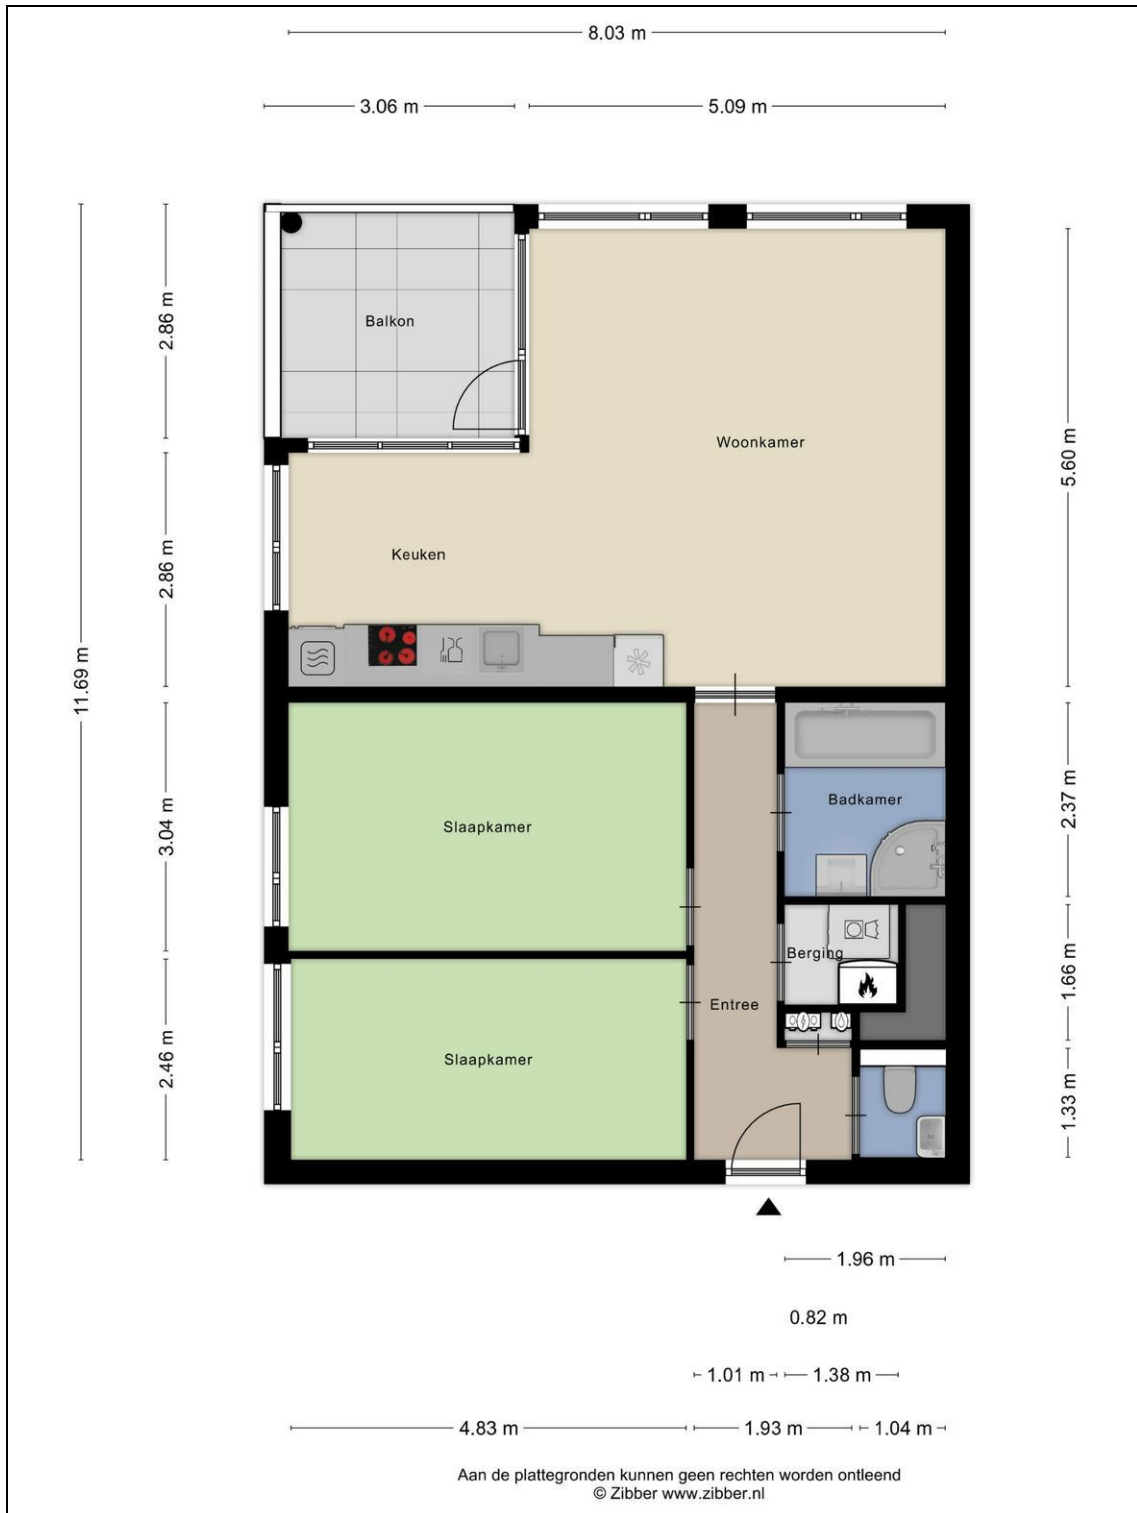 8.03 m
3.06 m
5.09 m
2.86 m
Balkon
Woonkamer
5.60 m
2.86 m
Keuken
11.69 m
3.04 m
Slaapkamer
Badkamer
2.37 m
Berging
1.66 m
Entree
2.46 m
Slaapkamer
1.33 m
1.96 m
0.82 m
1.01 m
1.38 m
4.83 m
1.93 m
1.04 m
Aan de plattegronden kunnen geen rechten worden ontleend
© Zibber www.zibber.nl